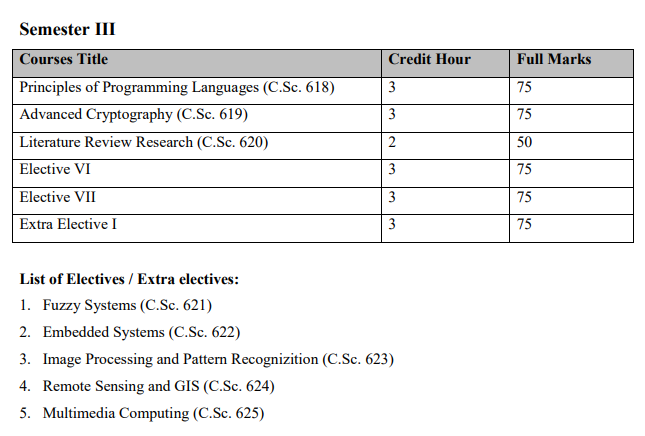 Semester III
Courses Title Credit Hour Full Marks
Principles of Programming Languages (C.Sc. 618) 3 75
Advanced Cryptography (C.Sc. 619) 3 75
Literature Review Research (C.Sc. 620) 2 50
Elective VI 3 75
Elective VII 3 75
Extra Elective I 3 75
List of Electives / Extra electives:
1. Fuzzy Systems (C.Sc. 621)
2. Embedded Systems (C.Sc. 622)
3. Image Processing and Pattern Recognizition (C.Sc. 623)
4. Remote Sensing and GIS (C.Sc. 624)
5. Multimedia Computing (C.Sc. 625)